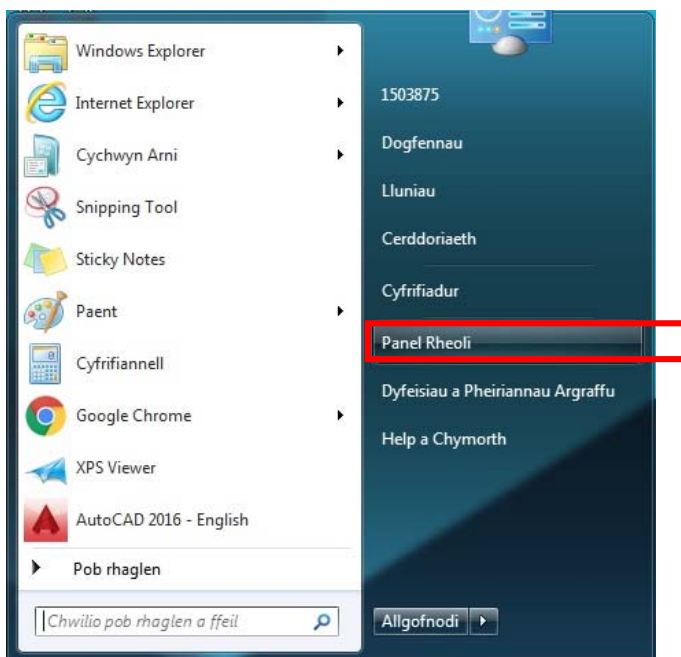 Windows Explorer
Internet Explorer
Cychwyn Arni
Snipping Tool
Sticky Notes
Paent
Cyfrifiannell
Google Chrome
XPS Viewer
AutoCAD 2016 - English
Pob rhaglen
Chwilio pob rhaglen a ffeil
1503875
Dogfennau
Lluniau
Cerddoriaeth
Cyfrifiadur
Panel Rheoli
Dyfeisiau a Pheiriannau Argraffu
Help a Chymorth
Allgofnodi